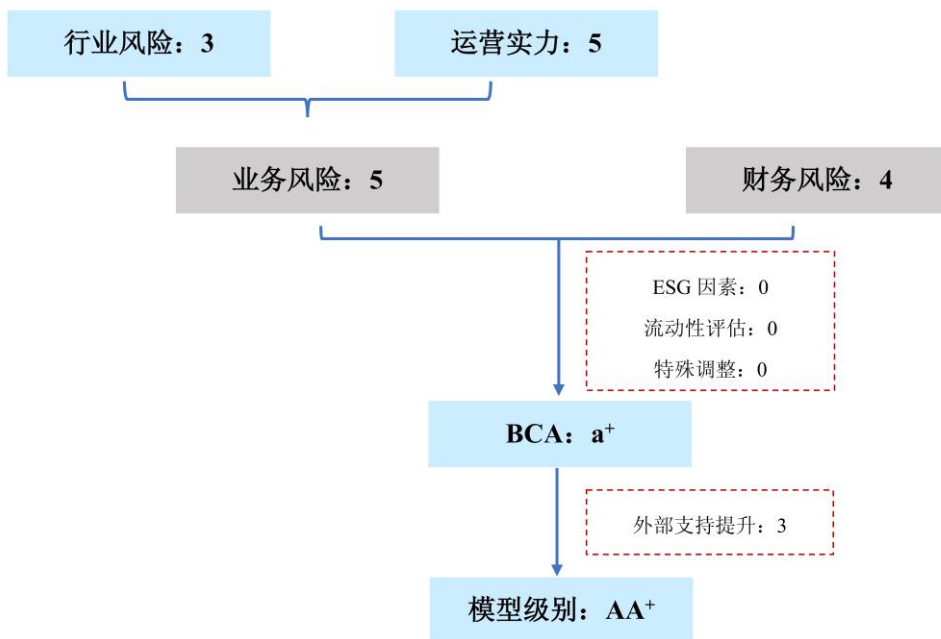 行业风险：3
运营实力：5
业务风险：5
财务风险：4
ESG 因素：0
流动性评估：0
特殊调整：0
BCA：a⁺
外部支持提升：3
模型级别：AA⁺